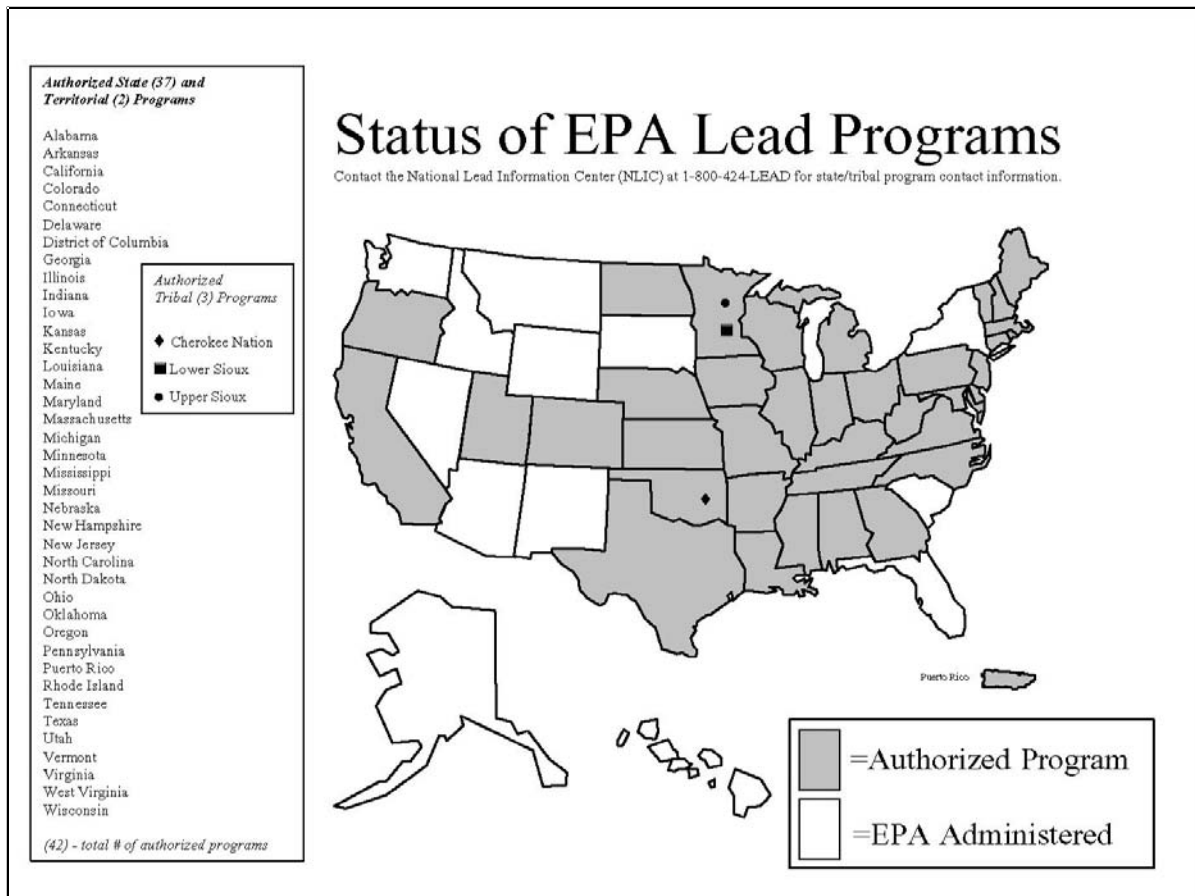 Authorized State (37) and
Territorial (2) Programs
Alabama
Arkansas
California
Colorado
Connecticut
Delaware
District of Columbia
Georgia
Illinois
Indiana
Iowa
Kansas
Kentucky
Louisiana
Maine
Maryland
Massachusetts
Michigan
Minnesota
Mississippi
Missouri
Nebraska
New Hampshire
New Jersey
North Carolina
North Dakota
Ohio
Oklahoma
Oregon
Pennsylvania
Puerto Rico
Rhode Island
Tennessee
Texas
Utah
Vermont
Virginia
West Virginia
Wisconsin
(42) - total # of authorized programs
Authorized
Tribal (3) Programs
Cherokee Nation
Lower Sioux
Upper Sioux
Status of EPA Lead Programs
Contact the National Lead Information Center (NLIC) at 1-800-424-LEAD for state/tribal program contact information.
Puerto Rico
=Authorized Program
=EPA Administered